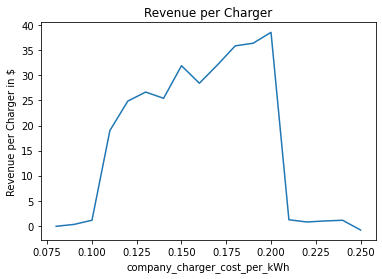 Revenue per Charger
Revenue per Charger in $
40
35
30
25
20
15
10
5
0
0.075 0.100 0.125 0.150 0.175 0.200 0.225 0.250
company_charger_cost_per_kWh